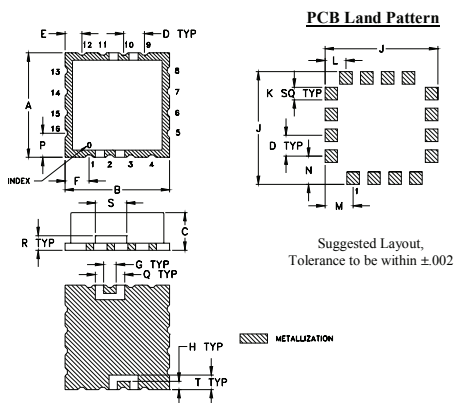 PCB Land Pattern
E
D TYP
12 11 10 9
13
14
15
16
8
7
6
5
A
P
INDEX
F
1 2 3 4
B
S
R TYP
C
G TYP
Q TYP
H TYP
T TYP
METALLIZATION
J
L
K SQ TYP
J
D TYP
N
M
1
Suggested Layout,
Tolerance to be within ±.002